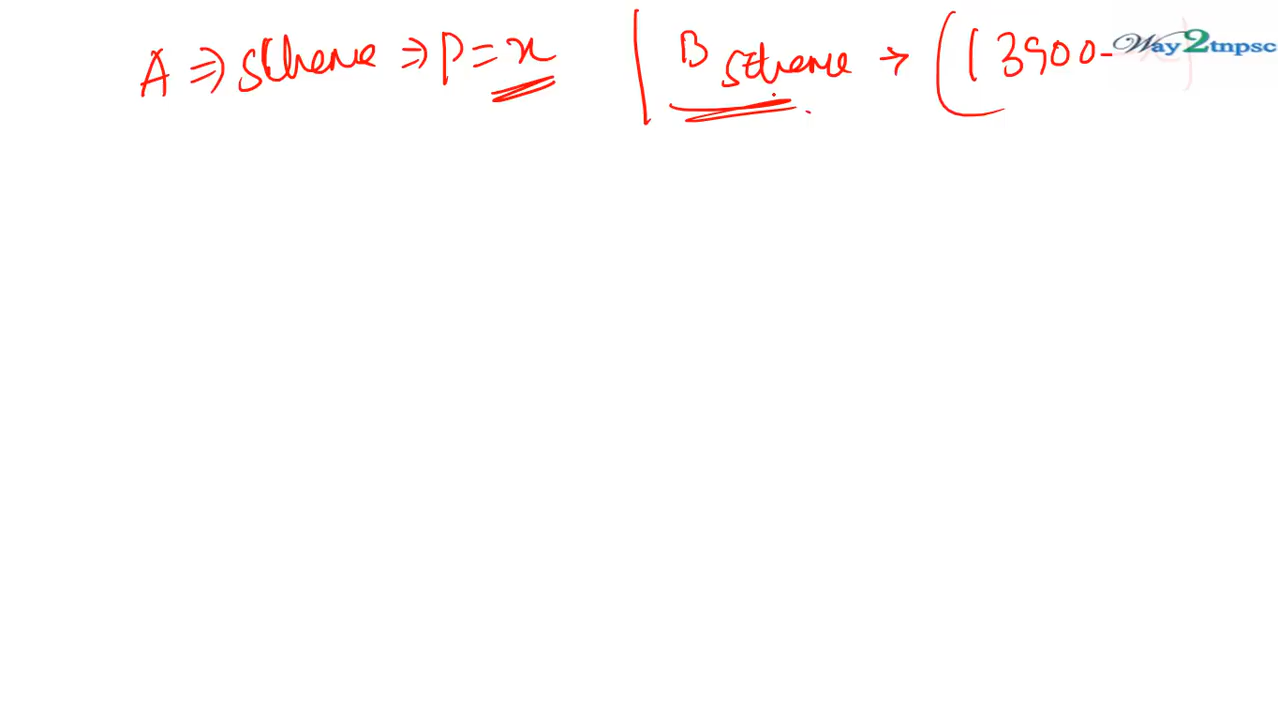 A ⇒ Scheme ⇒ P = x | B Scheme → (13900-x)
Way2tnpsc